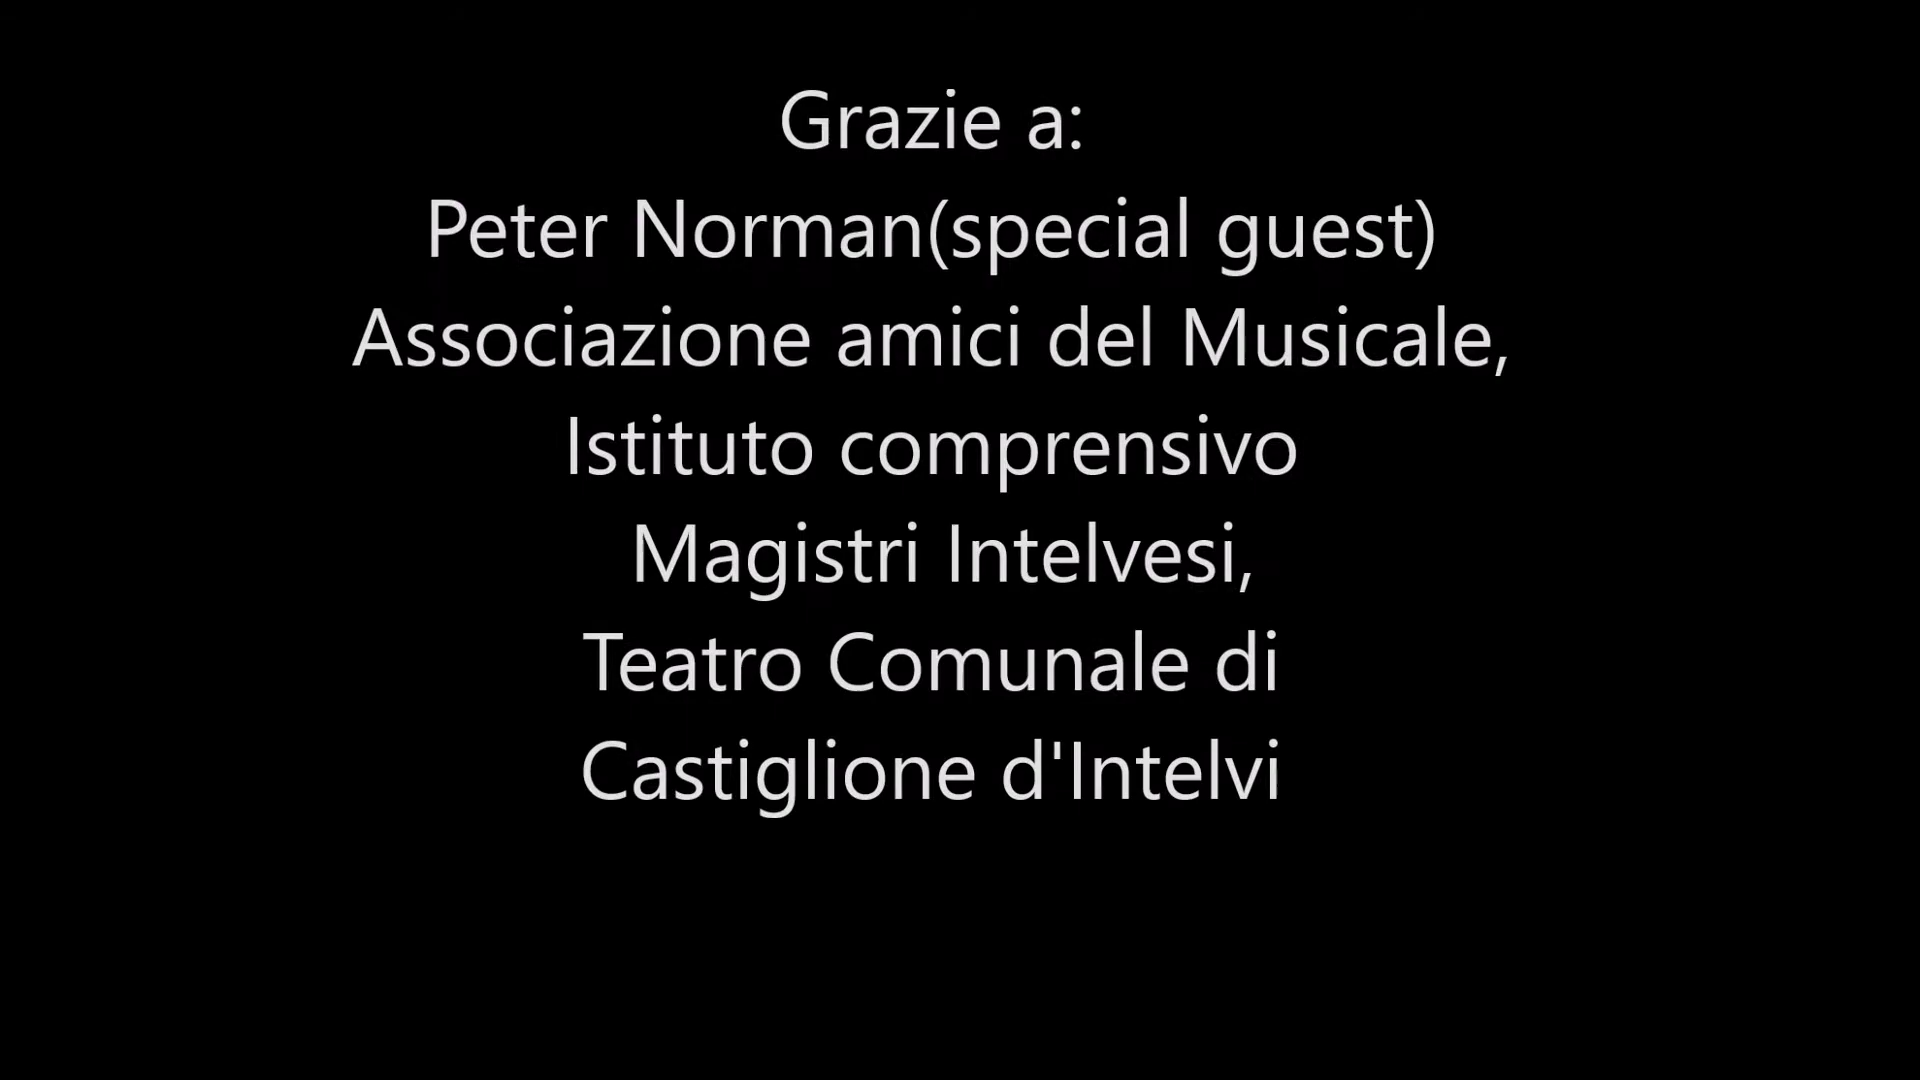 Grazie a:
Peter Norman(special guest)
Associazione amici del Musicale,
Istituto comprensivo
Magistri Intelvesi,
Teatro Comunale di
Castiglione d'Intelvi